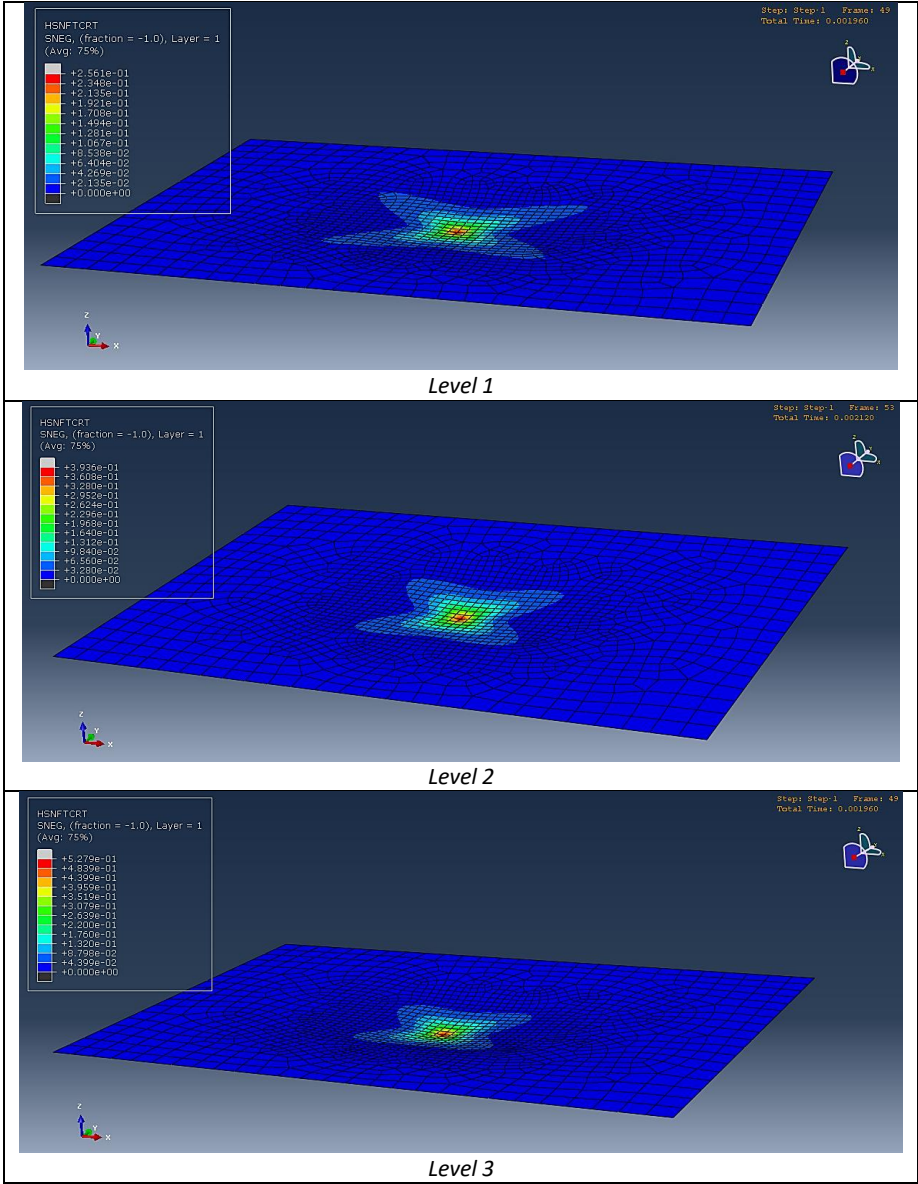 HSNFTCRT
SNEG, (fraction = -1.0), Layer = 1
(Avg: 75%)
+2.561e-01
+2.348e-01
+2.135e-01
+1.921e-01
+1.708e-01
+1.494e-01
+1.281e-01
+1.067e-01
+8.538e-02
+6.404e-02
+4.269e-02
+2.135e-02
+0.000e+00
Step: Step-1 Frame: 49
Total Time: 0.001960
Z
Y
X
Z
Y
X
Level 1
HSNFTCRT
SNEG, (fraction = -1.0), Layer = 1
(Avg: 75%)
+3.936e-01
+3.608e-01
+3.280e-01
+2.952e-01
+2.624e-01
+2.296e-01
+1.968e-01
+1.640e-01
+1.312e-01
+9.840e-02
+6.560e-02
+3.280e-02
+0.000e+00
Step: Step-1 Frame: 53
Total Time: 0.002120
Z
Y
X
Z
Y
X
Level 2
HSNFTCRT
SNEG, (fraction = -1.0), Layer = 1
(Avg: 75%)
+5.279e-01
+4.839e-01
+4.399e-01
+3.959e-01
+3.519e-01
+3.079e-01
+2.639e-01
+2.200e-01
+1.760e-01
+1.320e-01
+8.798e-02
+4.399e-02
+0.000e+00
Step: Step-1 Frame: 49
Total Time: 0.001960
Z
Y
X
Z
Y
X
Level 3